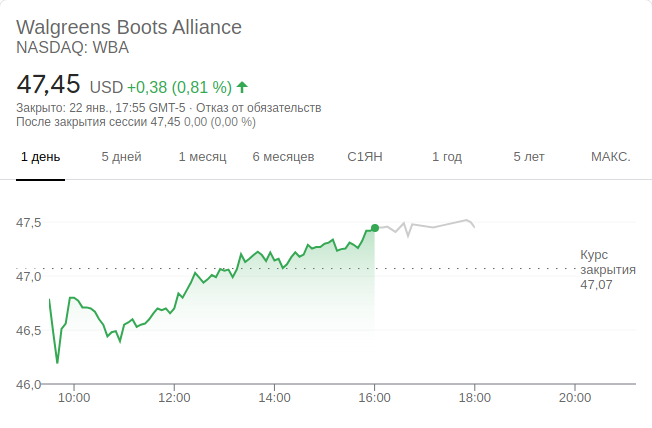 Walgreens Boots Alliance
NASDAQ: WBA
47,45 USD +0,38 (0,81 %)
Закрыто: 22 янв., 17:55 GMT-5 · Отказ от обязательств
После закрытия сессии 47,45 0,00 (0,00 %)
1 день 5 дней 1 месяц 6 месяцев С1ЯН 1 год 5 лет МАКС.
47,5
Курс
закрытия
47,07
47,0
46,5
46,0
10:00 12:00 14:00 16:00 18:00 20:00